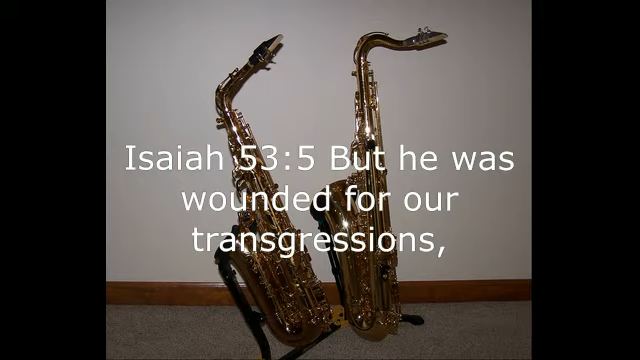 Isaiah 53:5 But he was
wounded for our
transgressions,